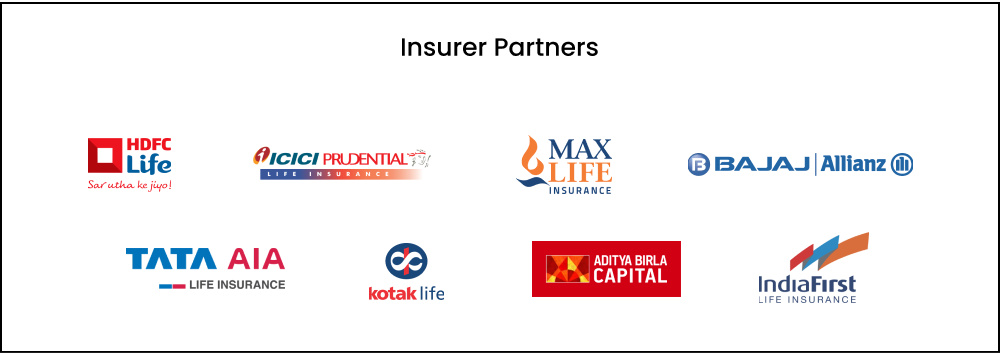 Insurer Partners
HDFC
Life
Sar utha ke jiyo!
ICICI PRUDENTIAL
LIFE INSURANCE
MAX
LIFE
INSURANCE
B BAJAJ Allianz
TATA AIA
LIFE INSURANCE
kotak life
ADITYA BIRLA
CAPITAL
IndiaFirst
LIFE INSURANCE